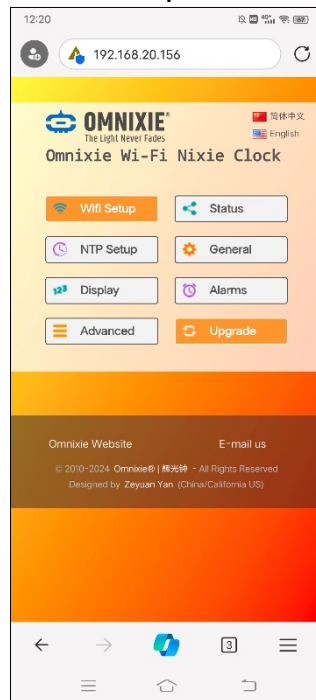 12:20
192.168.20.156
OMNIXIE®
The Light Never Fades
简体中文
English
Omnixie Wi-Fi Nixie Clock
Wifi Setup
Status
NTP Setup
General
123 Display
Alarms
Advanced
Upgrade
Omnixie Website
E-mail us
© 2010-2024 Omnixie® | 輝光钟 - All Rights Reserved
Designed by Zeyuan Yan (China/California US)
3